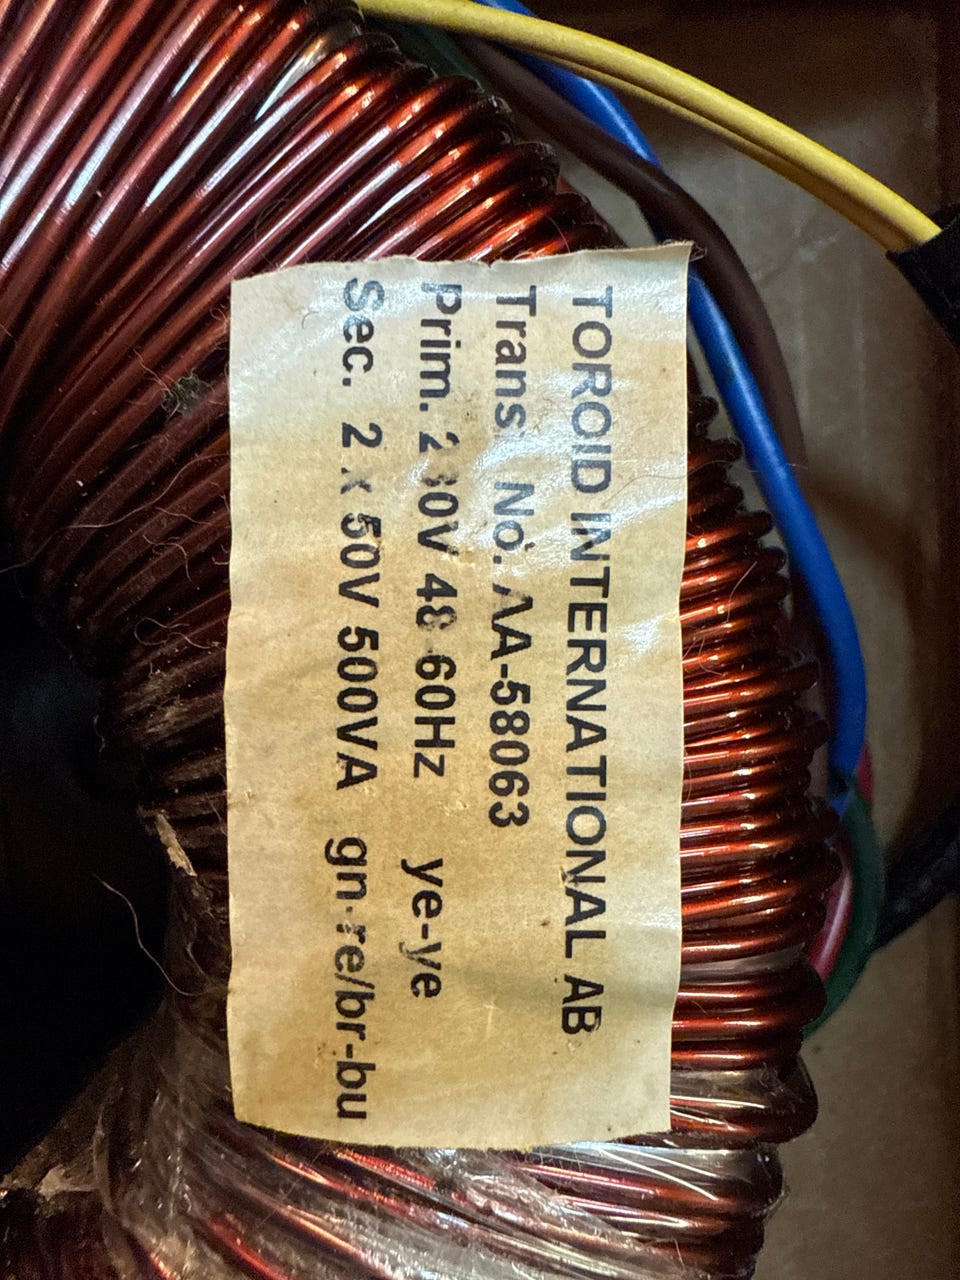 TOROID INTERNATIONAL AB
Trans. No. AA-58063
Prim. 230V 48-60Hz ye-ye
Sec. 2 x 50V 500VA gn-re/br-bu